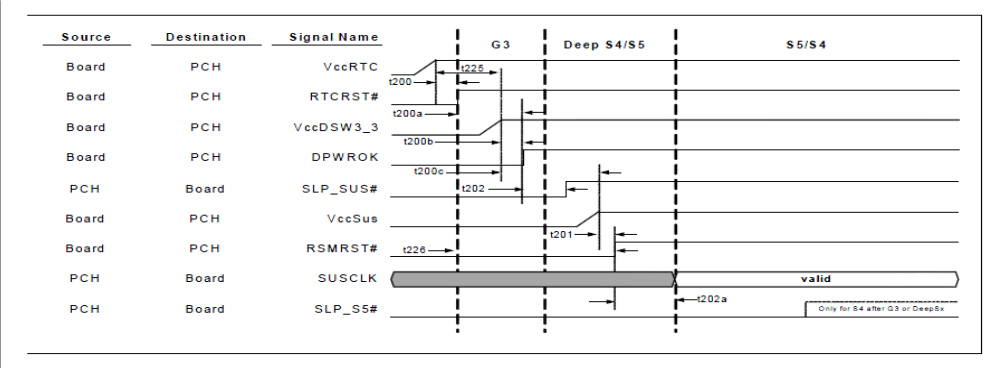 Source Destination Signal Name G3 Deep S4/S5 S5/S4
Board PCH VccRTC t225
t200
Board PCH RTCRST#
t200a
Board PCH VccDSW3_3
t200b
Board PCH DPWROK
t200c
PCH Board SLP_SUS# t202
Board PCH VccSus
t201
Board PCH RSMRST# t226
PCH Board SUSCLK valid
t202a
PCH Board SLP_S5# Only for S4 after G3 or DeepSx